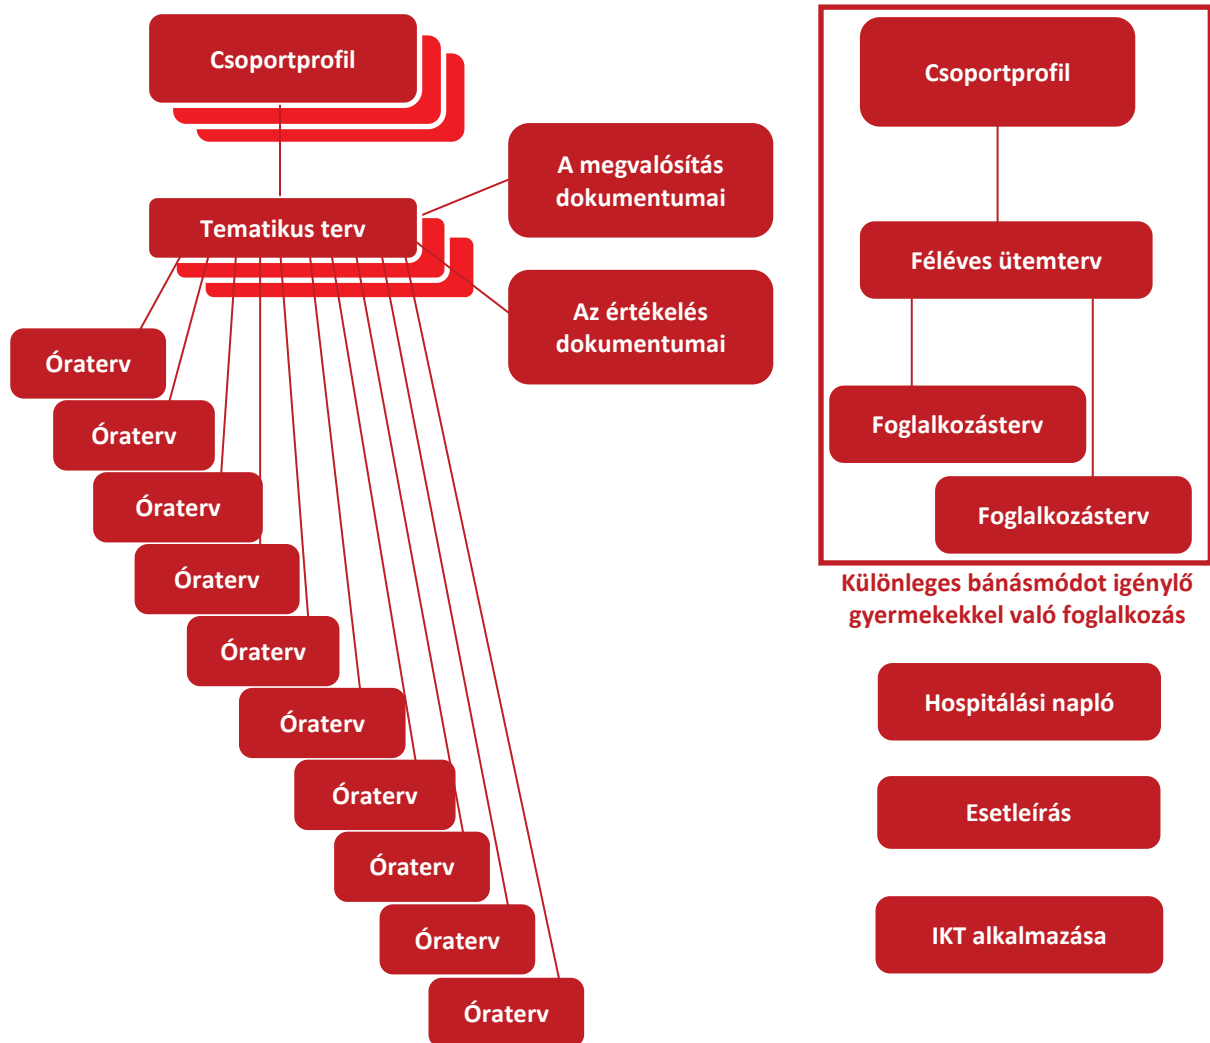 Csoportprofil
Tematikus terv
A megvalósítás
dokumentumai
Az értékelés
dokumentumai
Óraterv
Óraterv
Óraterv
Óraterv
Óraterv
Óraterv
Óraterv
Óraterv
Óraterv
Óraterv
Csoportprofil
Féléves ütemterv
Foglalkozásterv
Foglalkozásterv
Különleges bánásmódot igénylő
gyermekekkel való foglalkozás
Hospitálási napló
Esetleírás
IKT alkalmazása